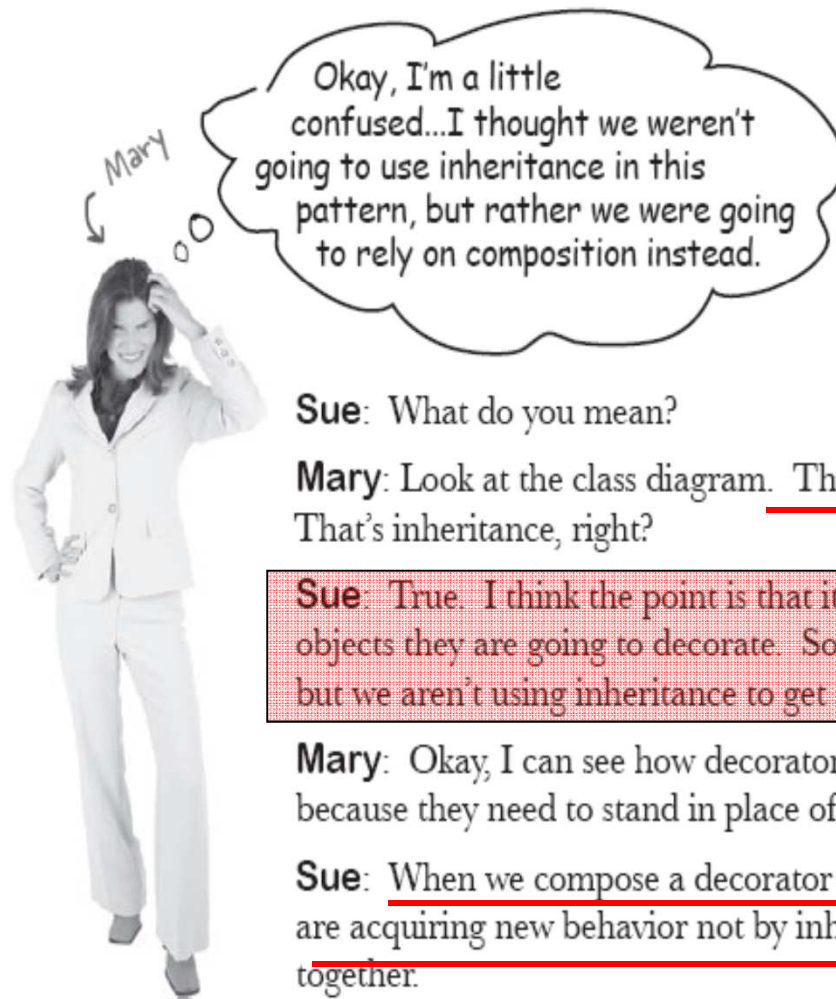 Okay, I'm a little
confused...I thought we weren't
going to use inheritance in this
pattern, but rather we were going
to rely on composition instead.
Mary
Sue: What do you mean?
Mary: Look at the class diagram. Th
That's inheritance, right?
Sue: True. I think the point is that i
objects they are going to decorate. So
but we aren't using inheritance to get
Mary: Okay, I can see how decorator
because they need to stand in place of
Sue: When we compose a decorator
are acquiring new behavior not by inh
together.